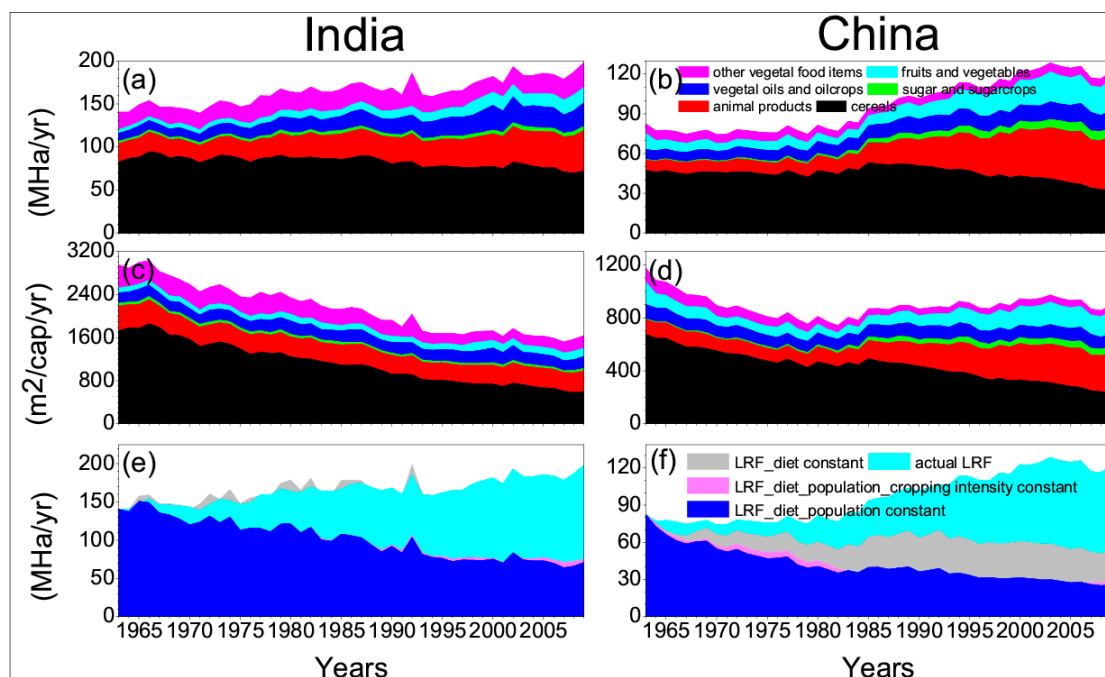 India China
(a) (b)
200
150
100
50
0
(MHa/yr)
120
90
60
30
0
other vegetal food items fruits and vegetables
vegetal oils and oilcrops sugar and sugarcrops
animal products cereals
(c) (d)
3200
2400
1600
800
0
(m2/cap/yr)
1200
800
400
0
(e) (f)
200
150
100
50
0
(MHa/yr)
120
90
60
30
0
LRF_diet constant actual LRF
LRF_diet_population_cropping intensity constant
LRF_diet_population constant
1965 1970 1975 1980 1985 1990 1995 2000 2005
1965 1970 1975 1980 1985 1990 1995 2000 2005
Years Years